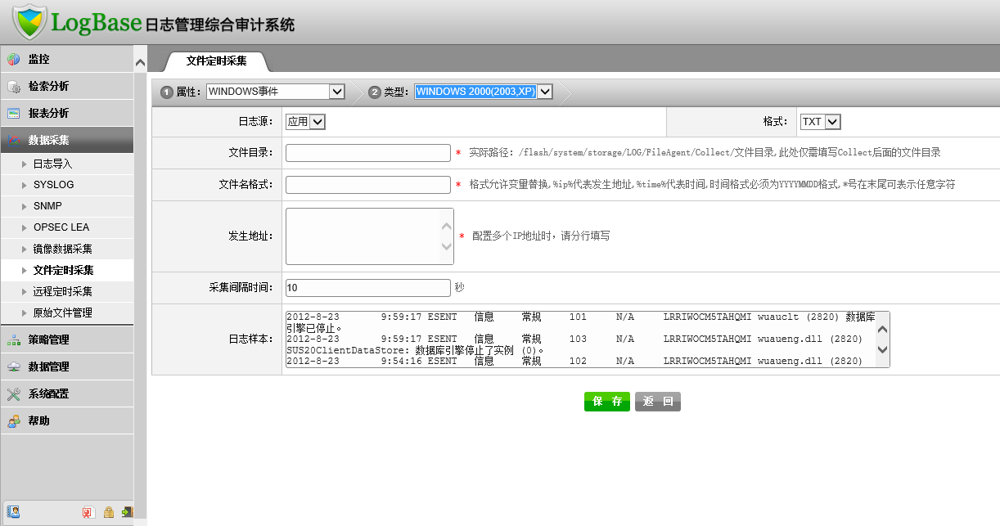 LogBase日志管理综合审计系统
监控
检索分析
报表分析
数据采集
日志导入
SYSLOG
SNMP
OPSEC LEA
镜像数据采集
文件定时采集
远程定时采集
原始文件管理
策略管理
数据管理
系统配置
帮助
文件定时采集
1 属性: WINDOWS事件 2 类型: WINDOWS 2000(2003,XP)
日志源: 应用 格式: TXT
文件目录: * 实际路径: /flash/system/storage/LOG/FileAgent/Collect/文件目录,此处仅需填写Collect后面的文件目录
文件名格式: * 格式允许变量替换,%ip%代表发生地址,%time%代表时间,时间格式必须为YYYYMMDD格式,*号在末尾可表示任意字符
发生地址: * 配置多个IP地址时，请分行填写
采集间隔时间: 10 秒
日志样本:
2012-8-23 9:59:17 ESENT 信息 常规 101 N/A LRRIWOCM5TAHQMI wuauclt (2820) 数据库
引擎已停止。
2012-8-23 9:59:17 ESENT 信息 常规 103 N/A LRRIWOCM5TAHQMI wuaueng.dll (2820)
SUS20ClientDataStore: 数据库引擎停止了实例 (0)。
2012-8-23 9:54:16 ESENT 信息 常规 102 N/A LRRIWOCM5TAHQMI wuaueng.dll (2820)
保 存 返 回